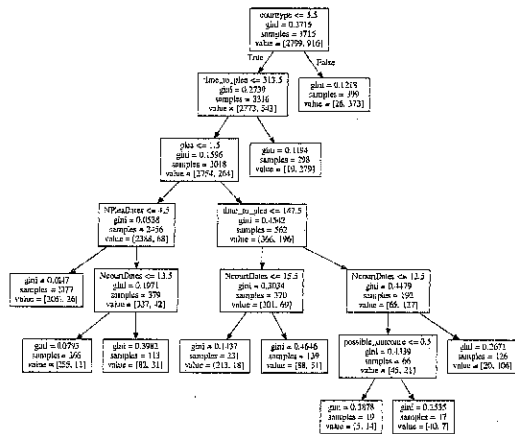 courttype <= 5.5
gini = 0.3715
samples = 3715
value = [2799, 916]
True
False
time_to_plea <= 313.5
gini = 0.2739
samples = 3316
value = [2773, 543]
gini = 0.1218
samples = 399
value = [26, 373]
plea <= 1.5
gini = 0.1596
samples = 3018
value = [2754, 264]
gini = 0.1194
samples = 298
value = [19, 279]
NPleaDates <= 4.5
gini = 0.0538
samples = 2456
value = [2388, 68]
time_to_plea <= 147.5
gini = 0.4542
samples = 562
value = [366, 196]
gini = 0.0247
samples = 2077
value = [2051, 26]
NcourtDates <= 13.5
gini = 0.1971
samples = 379
value = [337, 42]
NcourtDates <= 15.5
gini = 0.3034
samples = 370
value = [301, 69]
NcourtDates <= 12.5
gini = 0.4479
samples = 192
value = [65, 127]
gini = 0.0793
samples = 266
value = [255, 11]
gini = 0.3982
samples = 113
value = [82, 31]
gini = 0.1437
samples = 231
value = [213, 18]
gini = 0.4646
samples = 139
value = [88, 51]
possible_outcome <= 0.5
gini = 0.4339
samples = 66
value = [45, 21]
gini = 0.2671
samples = 126
value = [20, 106]
gini = 0.3878
samples = 19
value = [5, 14]
gini = 0.2535
samples = 47
value = [40, 7]